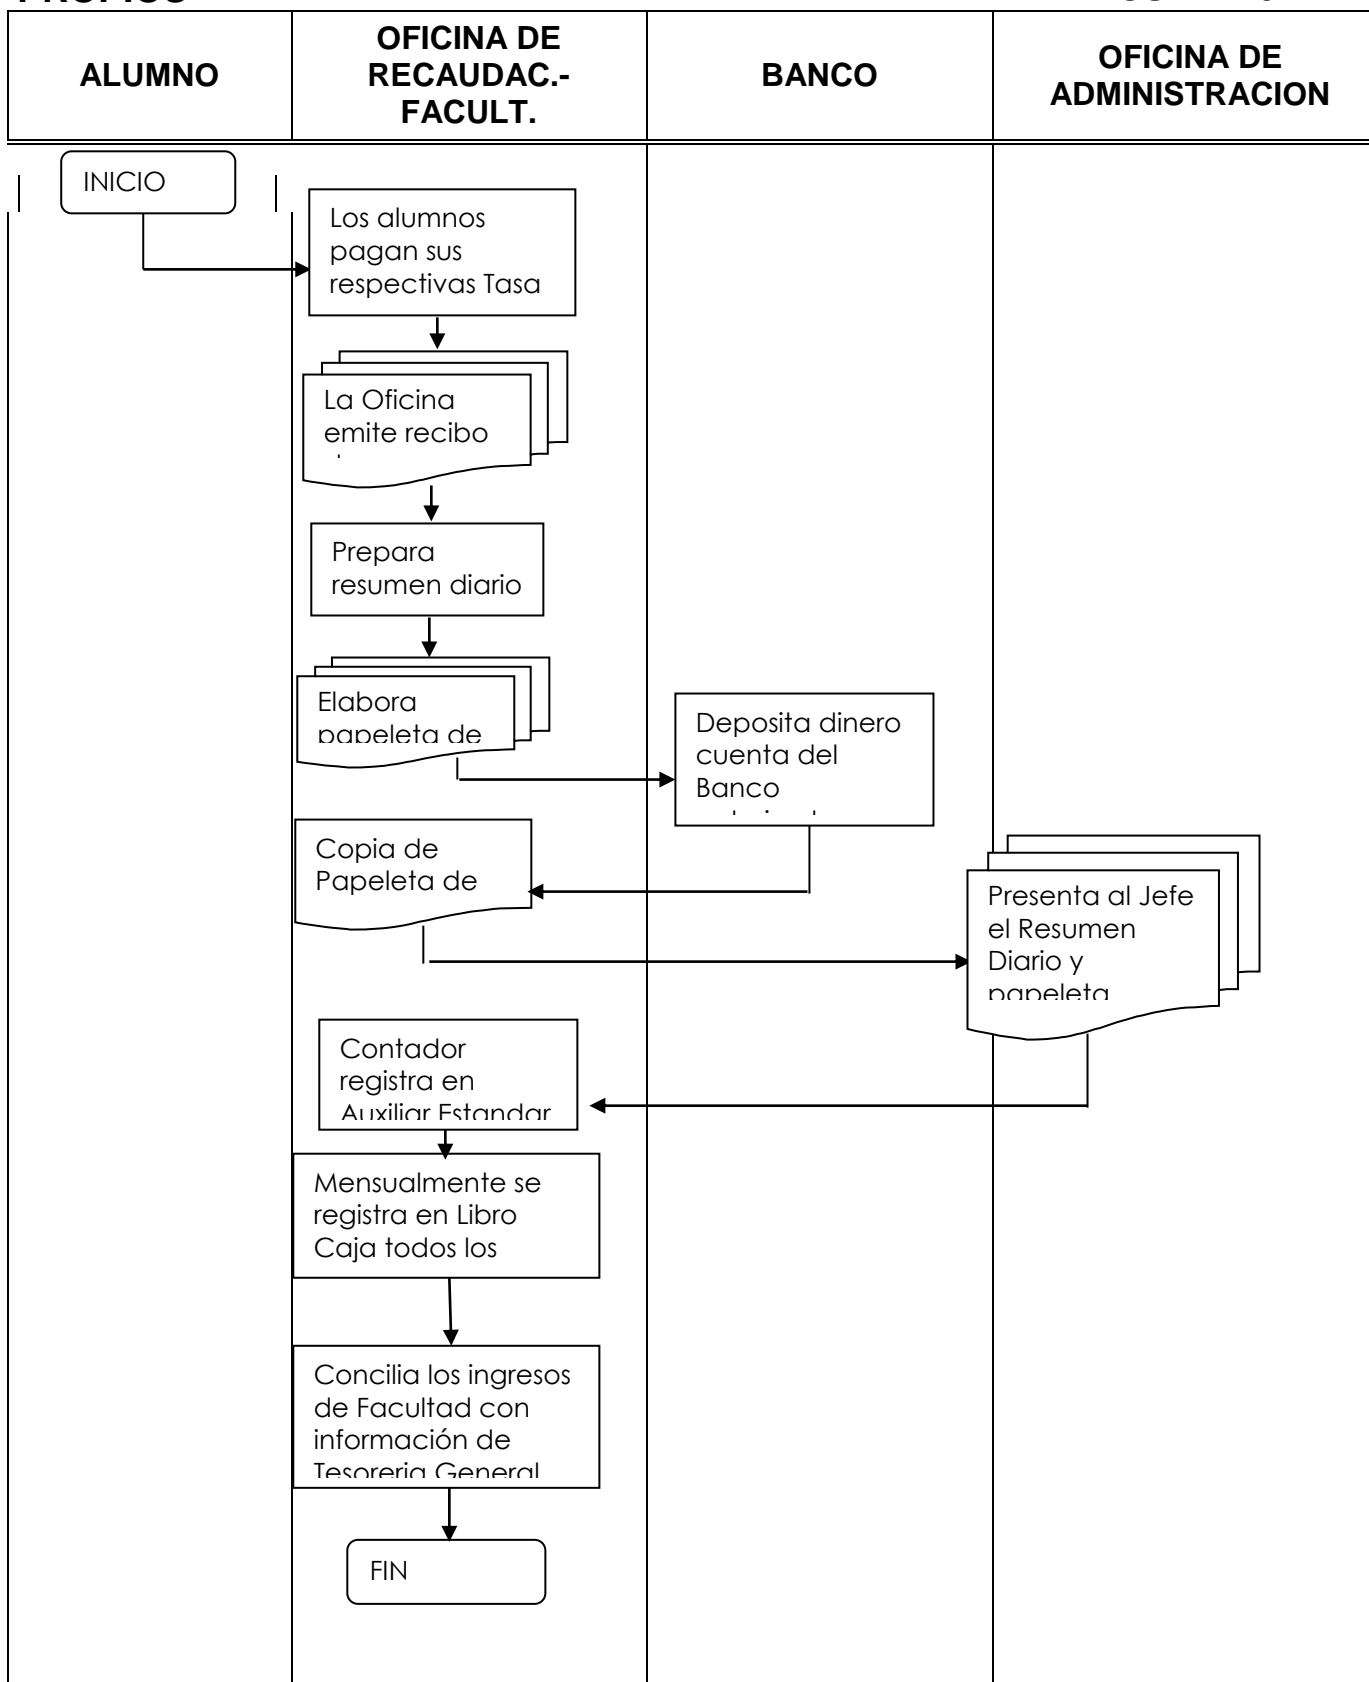 ALUMNO
OFICINA DE
RECAUDAC.-
FACULT.
BANCO
OFICINA DE
ADMINISTRACION
INICIO
Los alumnos
pagan sus
respectivas Tasa
La Oficina
emite recibo
Prepara
resumen diario
Elabora
papeleta de
Deposita dinero
cuenta del
Banco
Copia de
Papeleta de
Presenta al Jefe
el Resumen
Diario y
papeleta
Contador
registra en
Auxiliar Estandar
Mensualmente se
registra en Libro
Caja todos los
Concilia los ingresos
de Facultad con
información de
Tesoreria General
FIN